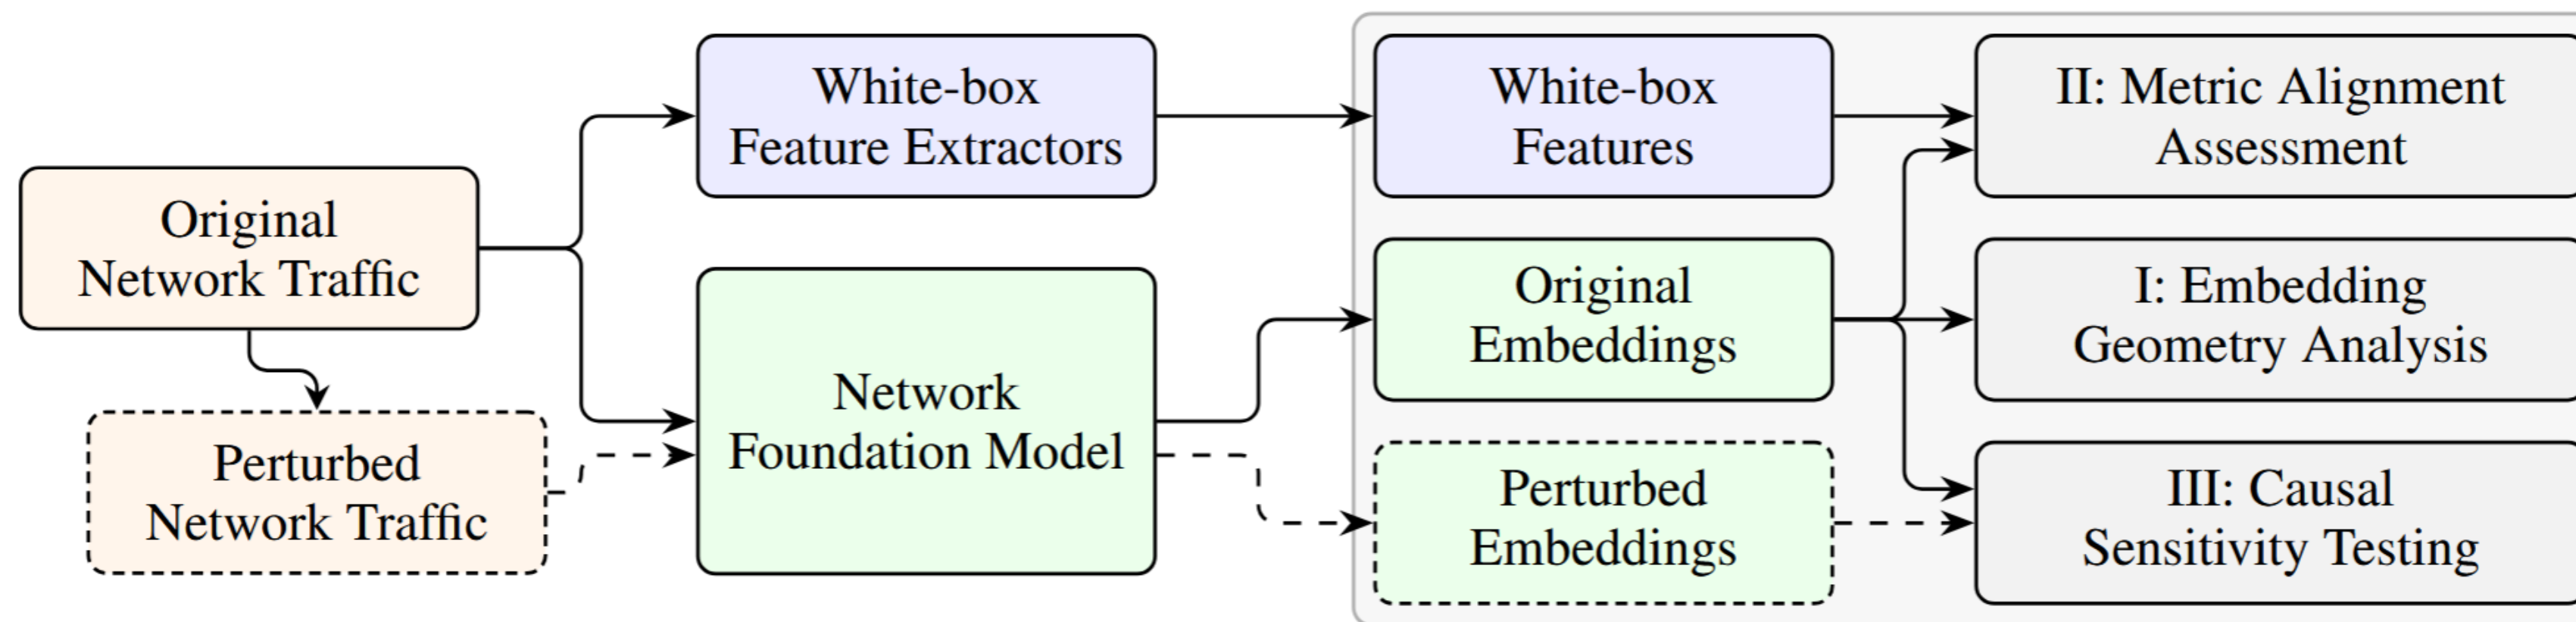 Original
Network Traffic
Perturbed
Network Traffic
White-box
Feature Extractors
Network
Foundation Model
White-box
Features
Original
Embeddings
Perturbed
Embeddings
II: Metric Alignment
Assessment
I: Embedding
Geometry Analysis
III: Causal
Sensitivity Testing